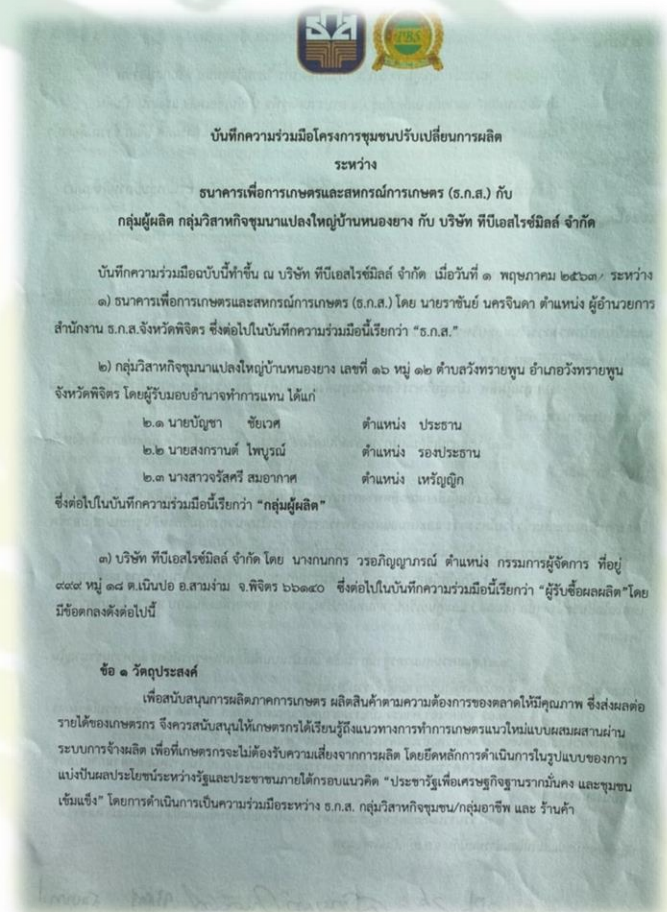 ธกส
TBS
บันทึกความร่วมมือโครงการชุมชนปรับเปลี่ยนการผลิต
ระหว่าง
ธนาคารเพื่อการเกษตรและสหกรณ์การเกษตร (ธ.ก.ส.) กับ
กลุ่มผู้ผลิต กลุ่มวิสาหกิจชุมนาแปลงใหญ่บ้านหนองยาง กับ บริษัท ทีบีเอสไรซ์มิลล์ จำกัด
บันทึกความร่วมมือฉบับนี้ทำขึ้น ณ บริษัท ทีบีเอสไรซ์มิลล์ จำกัด เมื่อวันที่ ๑ พฤษภาคม ๒๕๖๓ ระหว่าง
๑) ธนาคารเพื่อการเกษตรและสหกรณ์การเกษตร (ธ.ก.ส.) โดย นายราชันย์ นครจินดา ตำแหน่ง ผู้อำนวยการ
สำนักงาน ธ.ก.ส.จังหวัดพิจิตร ซึ่งต่อไปในบันทึกความร่วมมือนี้เรียกว่า "ธ.ก.ส."
๒) กลุ่มวิสาหกิจชุมนาแปลงใหญ่บ้านหนองยาง เลขที่ ๑๖ หมู่ ๑๒ ตำบลวังทรายพูน อำเภอวังทรายพูน
จังหวัดพิจิตร โดยผู้รับมอบอำนาจทำการแทน ได้แก่
๒.๑ นายบัญชา ชัยเวศ ตำแหน่ง ประธาน
๒.๒ นายสงกรานต์ ไพบูรณ์ ตำแหน่ง รองประธาน
๒.๓ นางสาวจรัสศรี สมอากาศ ตำแหน่ง เหรัญญิก
ซึ่งต่อไปในบันทึกความร่วมมือนี้เรียกว่า "กลุ่มผู้ผลิต"
๓) บริษัท ทีบีเอสไรซ์มิลล์ จำกัด โดย นางกนกกร วรอภิญญาภรณ์ ตำแหน่ง กรรมการผู้จัดการ ที่อยู่
๙๙๙ หมู่ ๑๘ ต.เนินปอ อ.สามง่าม จ.พิจิตร ๖๖๑๔๐ ซึ่งต่อไปในบันทึกความร่วมมือนี้เรียกว่า "ผู้รับซื้อผลผลิต"โดย
มีข้อตกลงดังต่อไปนี้
ข้อ ๑ วัตถุประสงค์
เพื่อสนับสนุนการผลิตภาคการเกษตร ผลิตสินค้าตามความต้องการของตลาดให้มีคุณภาพ ซึ่งส่งผลต่อ
รายได้ของเกษตรกร จึงควรสนับสนุนให้เกษตรกรได้เรียนรู้ถึงแนวทางการทำการเกษตรแนวใหม่แบบผสมผสานผ่าน
ระบบการจ้างผลิต เพื่อที่เกษตรกรจะไม่ต้องรับความเสี่ยงจากการผลิต โดยยึดหลักการดำเนินการในรูปแบบของการ
แบ่งปันผลประโยชน์ระหว่างรัฐและประชาชนภายใต้กรอบแนวคิด "ประชารัฐเพื่อเศรษฐกิจฐานรากมั่นคง และชุมชน
เข้มแข็ง" โดยการดำเนินการเป็นความร่วมมือระหว่าง ธ.ก.ส. กลุ่มวิสาหกิจชุมชน/กลุ่มอาชีพ และ ร้านค้า